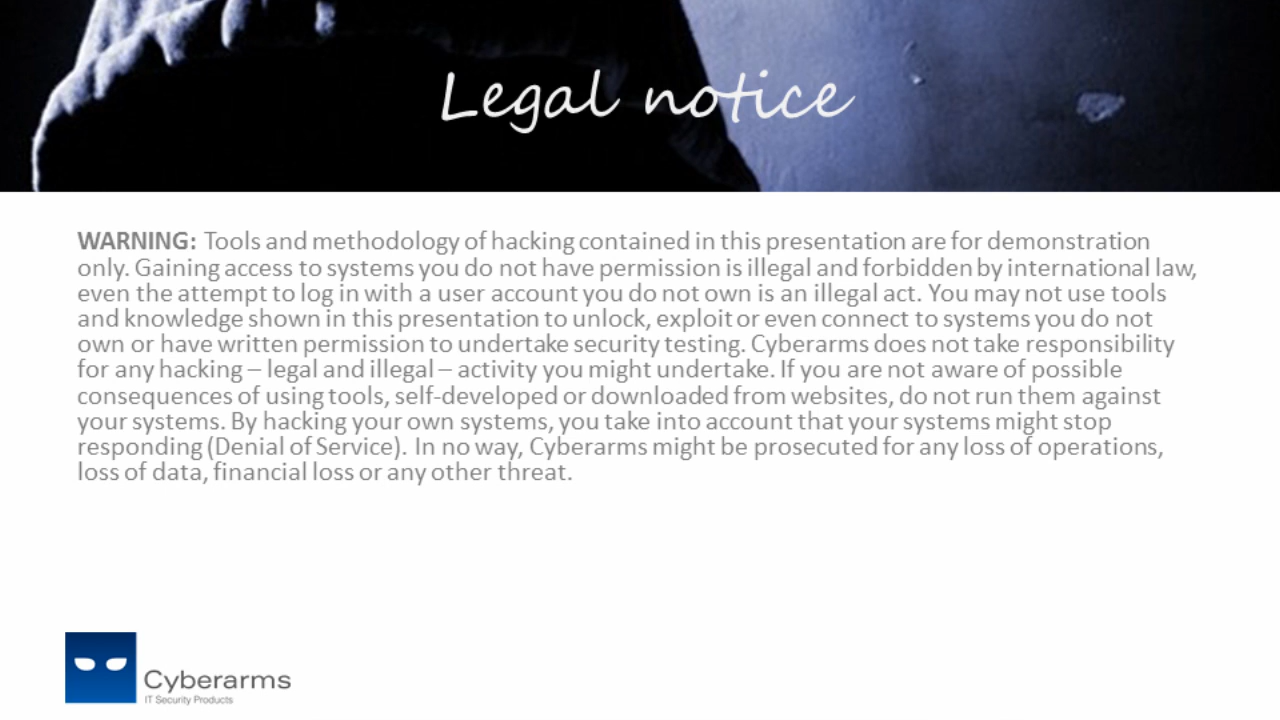 Legal notice
WARNING: Tools and methodology of hacking contained in this presentation are for demonstration
only. Gaining access to systems you do not have permission is illegal and forbidden by international law,
even the attempt to log in with a user account you do not own is an illegal act. You may not use tools
and knowledge shown in this presentation to unlock, exploit or even connect to systems you do not
own or have written permission to undertake security testing. Cyberarms does not take responsibility
for any hacking – legal and illegal – activity you might undertake. If you are not aware of possible
consequences of using tools, self-developed or downloaded from websites, do not run them against
your systems. By hacking your own systems, you take into account that your systems might stop
responding (Denial of Service). In no way, Cyberarms might be prosecuted for any loss of operations,
loss of data, financial loss or any other threat.
Cyberarms
IT Security Products